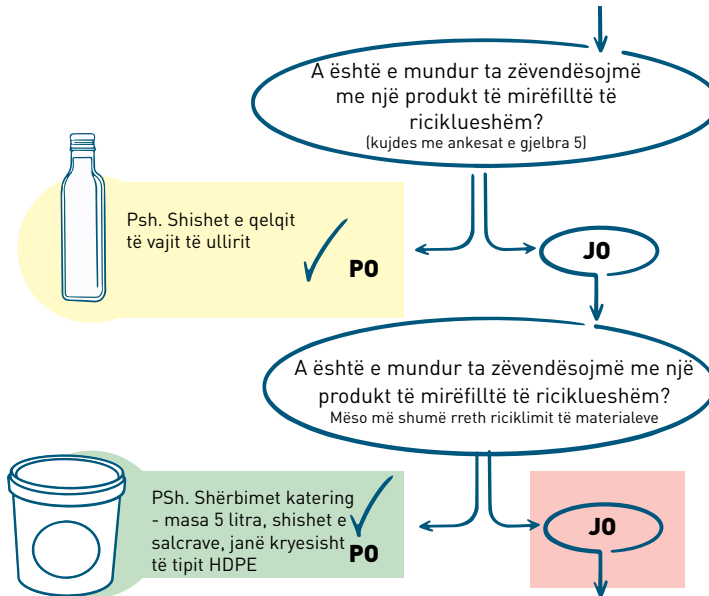 A është e mundur ta zëvendësojmë
me një produkt të mirëfilltë të
riciklueshëm?
(kujdes me ankesat e gjelbra 5)
Psh. Shishet e qelqit
të vajit të ullirit
PO
JO
A është e mundur ta zëvendësojmë me një
produkt të mirëfilltë të riciklueshëm?
Mëso më shumë rreth riciklimit të materialeve
PSh. Shërbimet katering
- masa 5 litra, shishet e
salcrave, janë kryesisht
të tipit HDPE
PO
JO